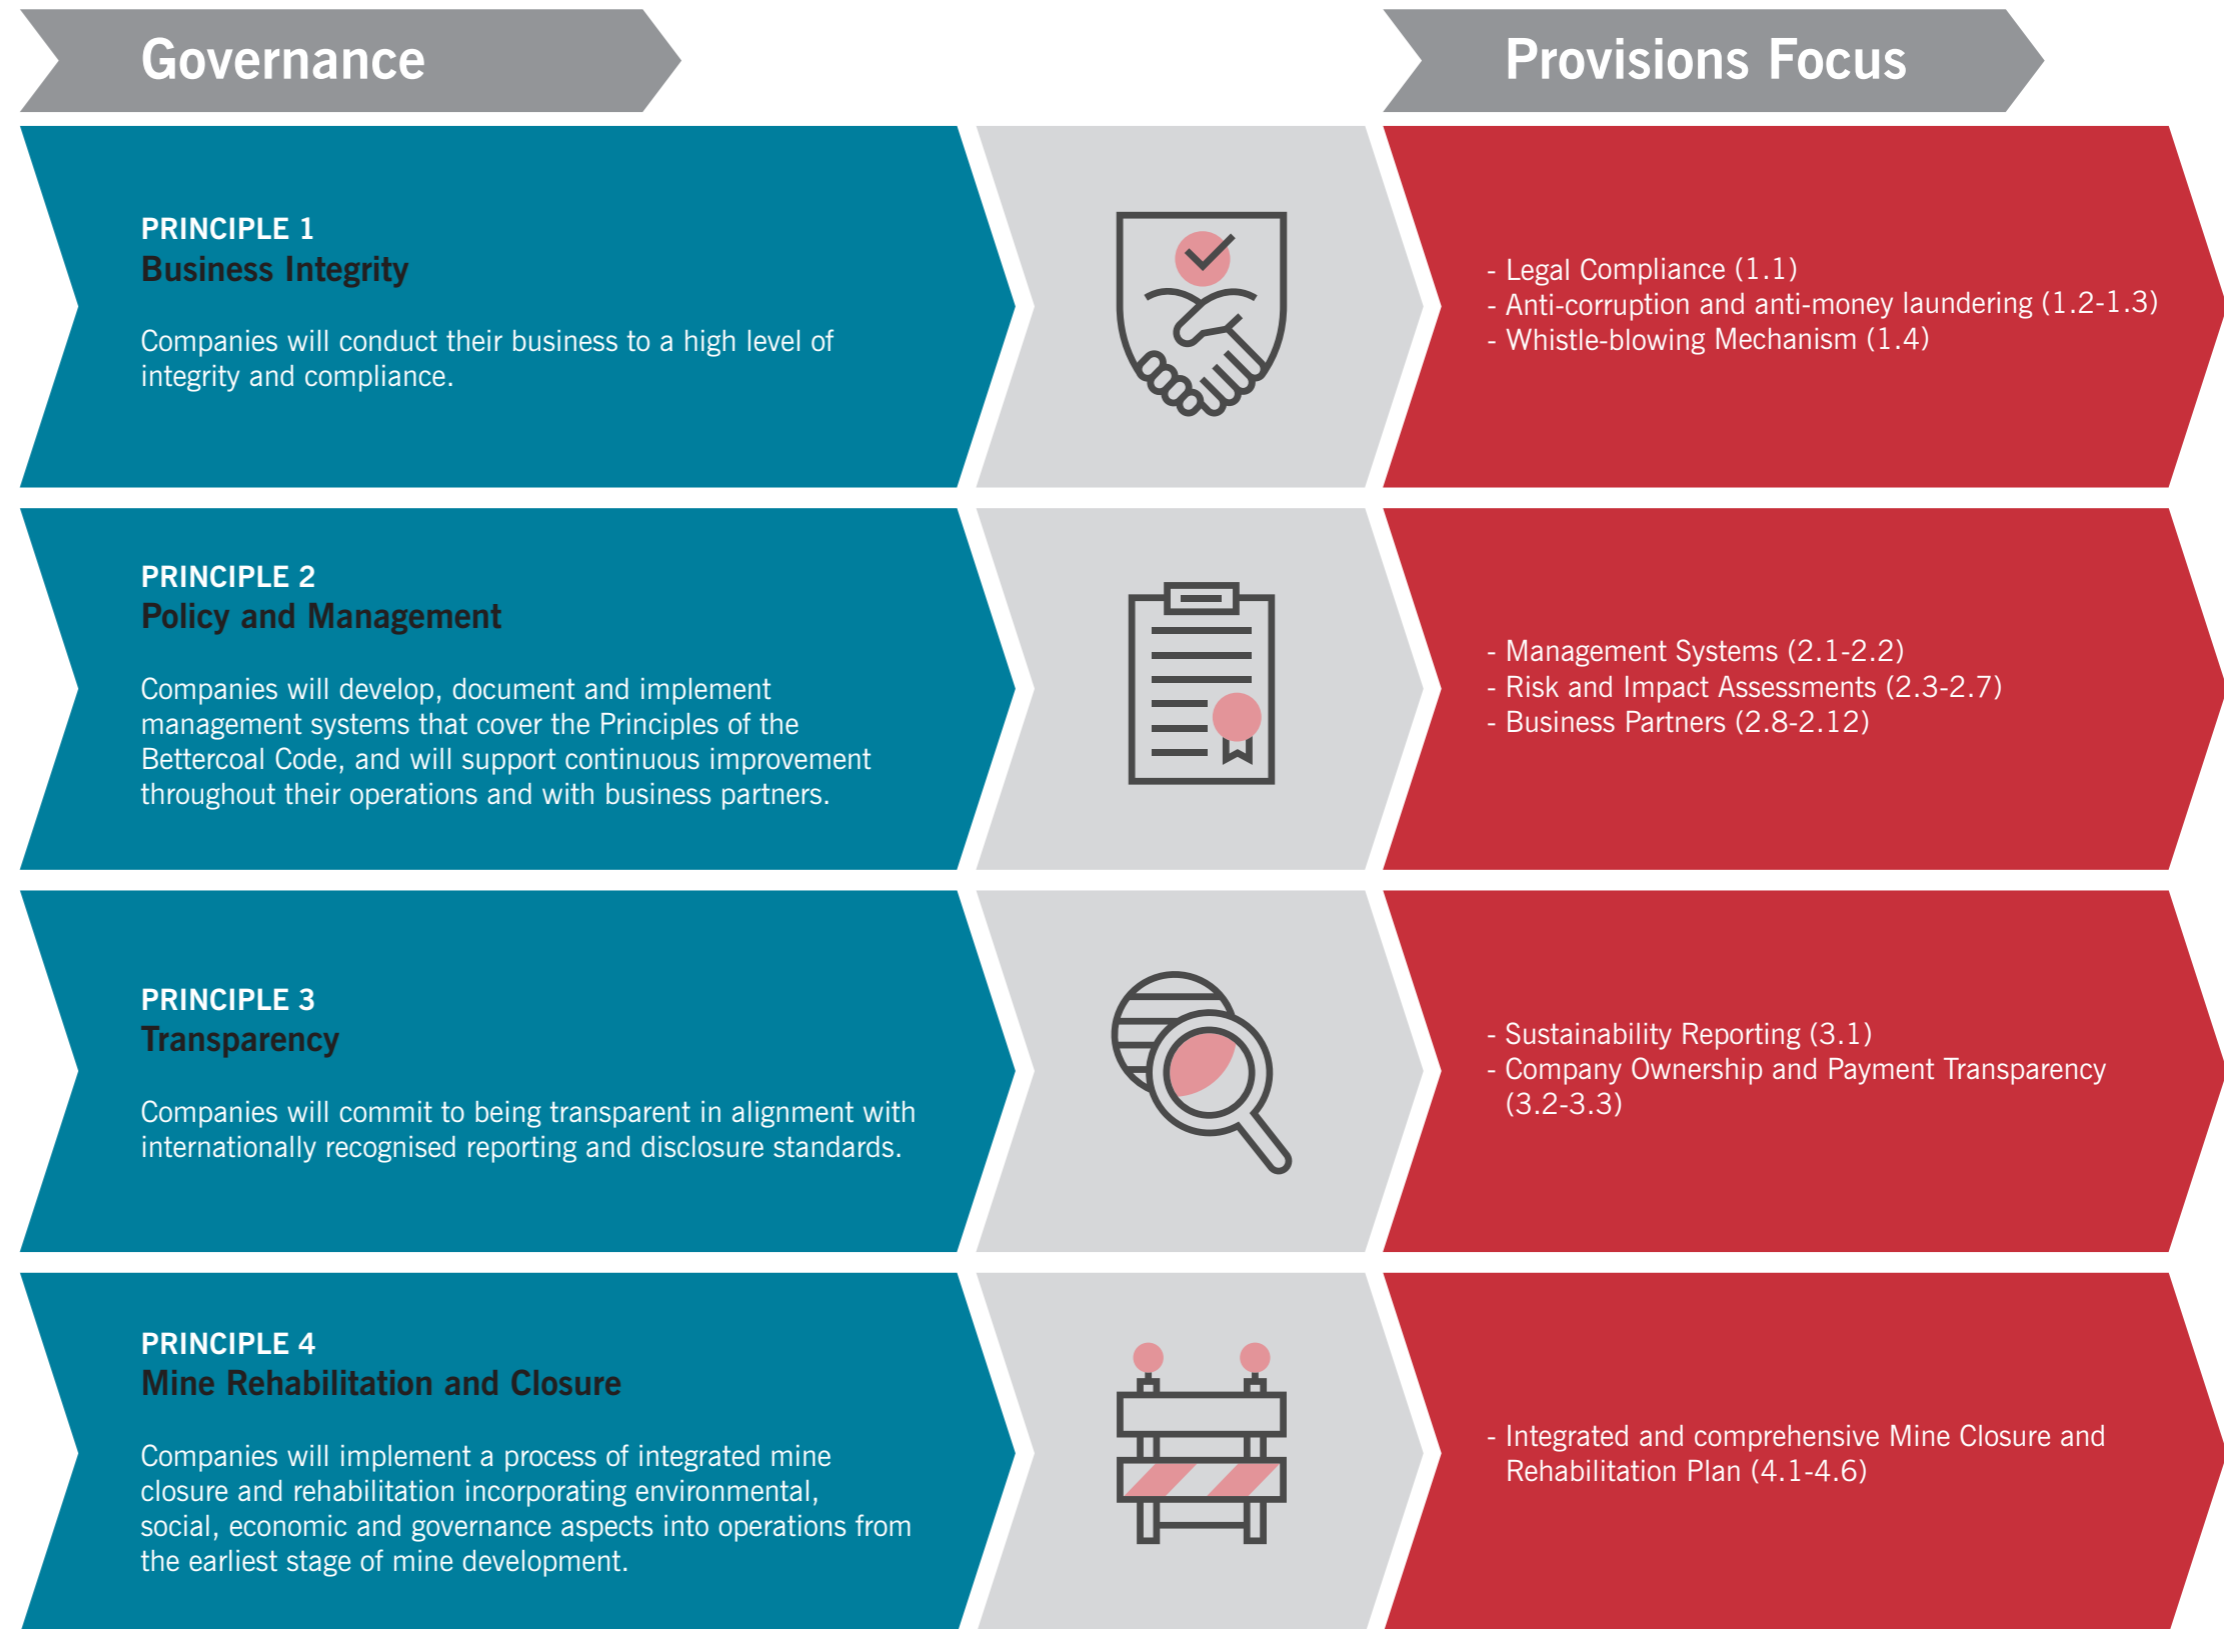 Governance
Provisions Focus
PRINCIPLE 1
Business Integrity
Companies will conduct their business to a high level of
integrity and compliance.
- Legal Compliance (1.1)
- Anti-corruption and anti-money laundering (1.2-1.3)
- Whistle-blowing Mechanism (1.4)
PRINCIPLE 2
Policy and Management
Companies will develop, document and implement
management systems that cover the Principles of the
Bettercoal Code, and will support continuous improvement
throughout their operations and with business partners.
- Management Systems (2.1-2.2)
- Risk and Impact Assessments (2.3-2.7)
- Business Partners (2.8-2.12)
PRINCIPLE 3
Transparency
Companies will commit to being transparent in alignment with
internationally recognised reporting and disclosure standards.
- Sustainability Reporting (3.1)
- Company Ownership and Payment Transparency
(3.2-3.3)
PRINCIPLE 4
Mine Rehabilitation and Closure
Companies will implement a process of integrated mine
closure and rehabilitation incorporating environmental,
social, economic and governance aspects into operations from
the earliest stage of mine development.
- Integrated and comprehensive Mine Closure and
Rehabilitation Plan (4.1-4.6)